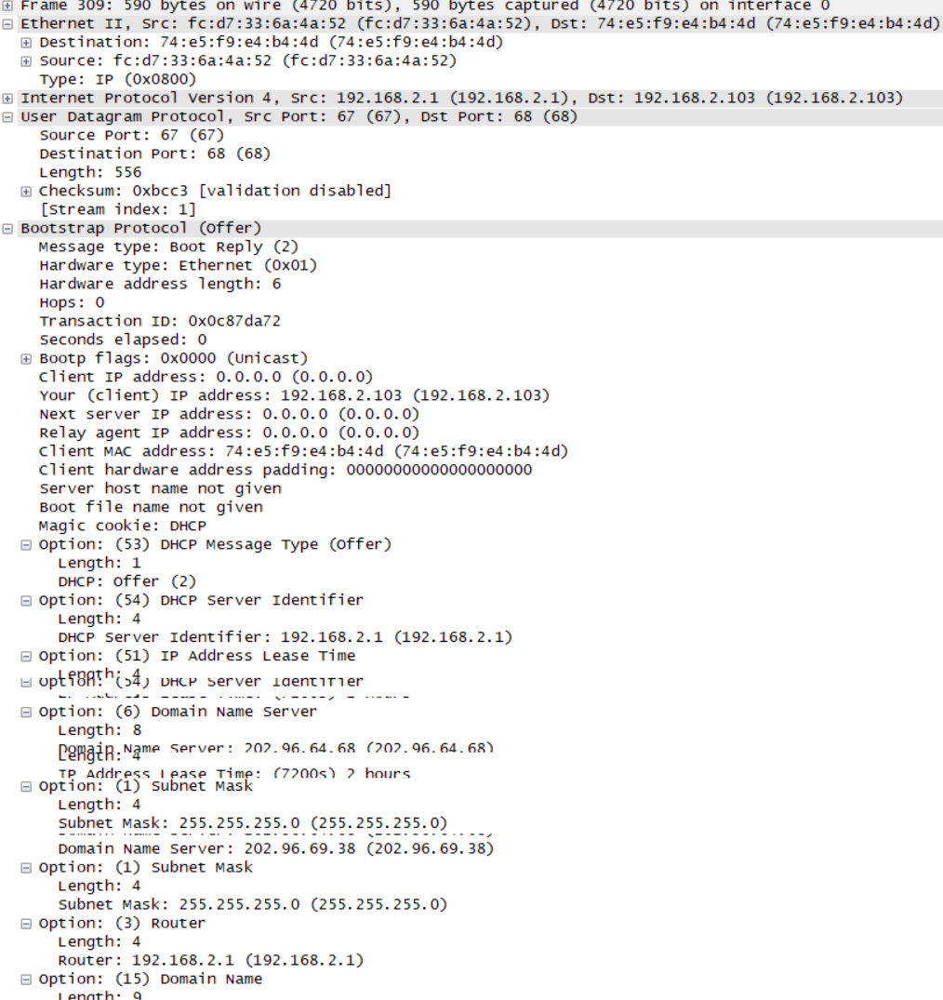 Frame 309: 590 bytes on wire (4720 bits), 590 bytes captured (4720 bits) on interface 0
Ethernet II, Src: fc:d7:33:6a:4a:52 (fc:d7:33:6a:4a:52), Dst: 74:e5:f9:e4:b4:4d (74:e5:f9:e4:b4:4d)
Destination: 74:e5:f9:e4:b4:4d (74:e5:f9:e4:b4:4d)
Source: fc:d7:33:6a:4a:52 (fc:d7:33:6a:4a:52)
Type: IP (0x0800)
Internet Protocol Version 4, Src: 192.168.2.1 (192.168.2.1), Dst: 192.168.2.103 (192.168.2.103)
User Datagram Protocol, Src Port: 67 (67), Dst Port: 68 (68)
Source Port: 67 (67)
Destination Port: 68 (68)
Length: 556
Checksum: 0xbcc3 [validation disabled]
[Stream index: 1]
Bootstrap Protocol (Offer)
Message type: Boot Reply (2)
Hardware type: Ethernet (0x01)
Hardware address length: 6
Hops: 0
Transaction ID: 0x0c87da72
Seconds elapsed: 0
Bootp flags: 0x0000 (Unicast)
Client IP address: 0.0.0.0 (0.0.0.0)
Your (client) IP address: 192.168.2.103 (192.168.2.103)
Next server IP address: 0.0.0.0 (0.0.0.0)
Relay agent IP address: 0.0.0.0 (0.0.0.0)
Client MAC address: 74:e5:f9:e4:b4:4d (74:e5:f9:e4:b4:4d)
Client hardware address padding: 00000000000000000000
Server host name not given
Boot file name not given
Magic cookie: DHCP
Option: (53) DHCP Message Type (Offer)
Length: 1
DHCP: Offer (2)
Option: (54) DHCP Server Identifier
Length: 4
DHCP Server Identifier: 192.168.2.1 (192.168.2.1)
Option: (51) IP Address Lease Time
Length: 4
Option: (54) DHCP Server Identifier
Option: (6) Domain Name Server
Length: 8
Domain Name Server: 202.96.64.68 (202.96.64.68)
Length: 4
IP Address Lease Time: (7200s) 2 hours
Option: (1) Subnet Mask
Length: 4
Subnet Mask: 255.255.255.0 (255.255.255.0)
Domain Name Server: 202.96.69.38 (202.96.69.38)
Option: (1) Subnet Mask
Length: 4
Subnet Mask: 255.255.255.0 (255.255.255.0)
Option: (3) Router
Length: 4
Router: 192.168.2.1 (192.168.2.1)
Option: (15) Domain Name
Length: 9